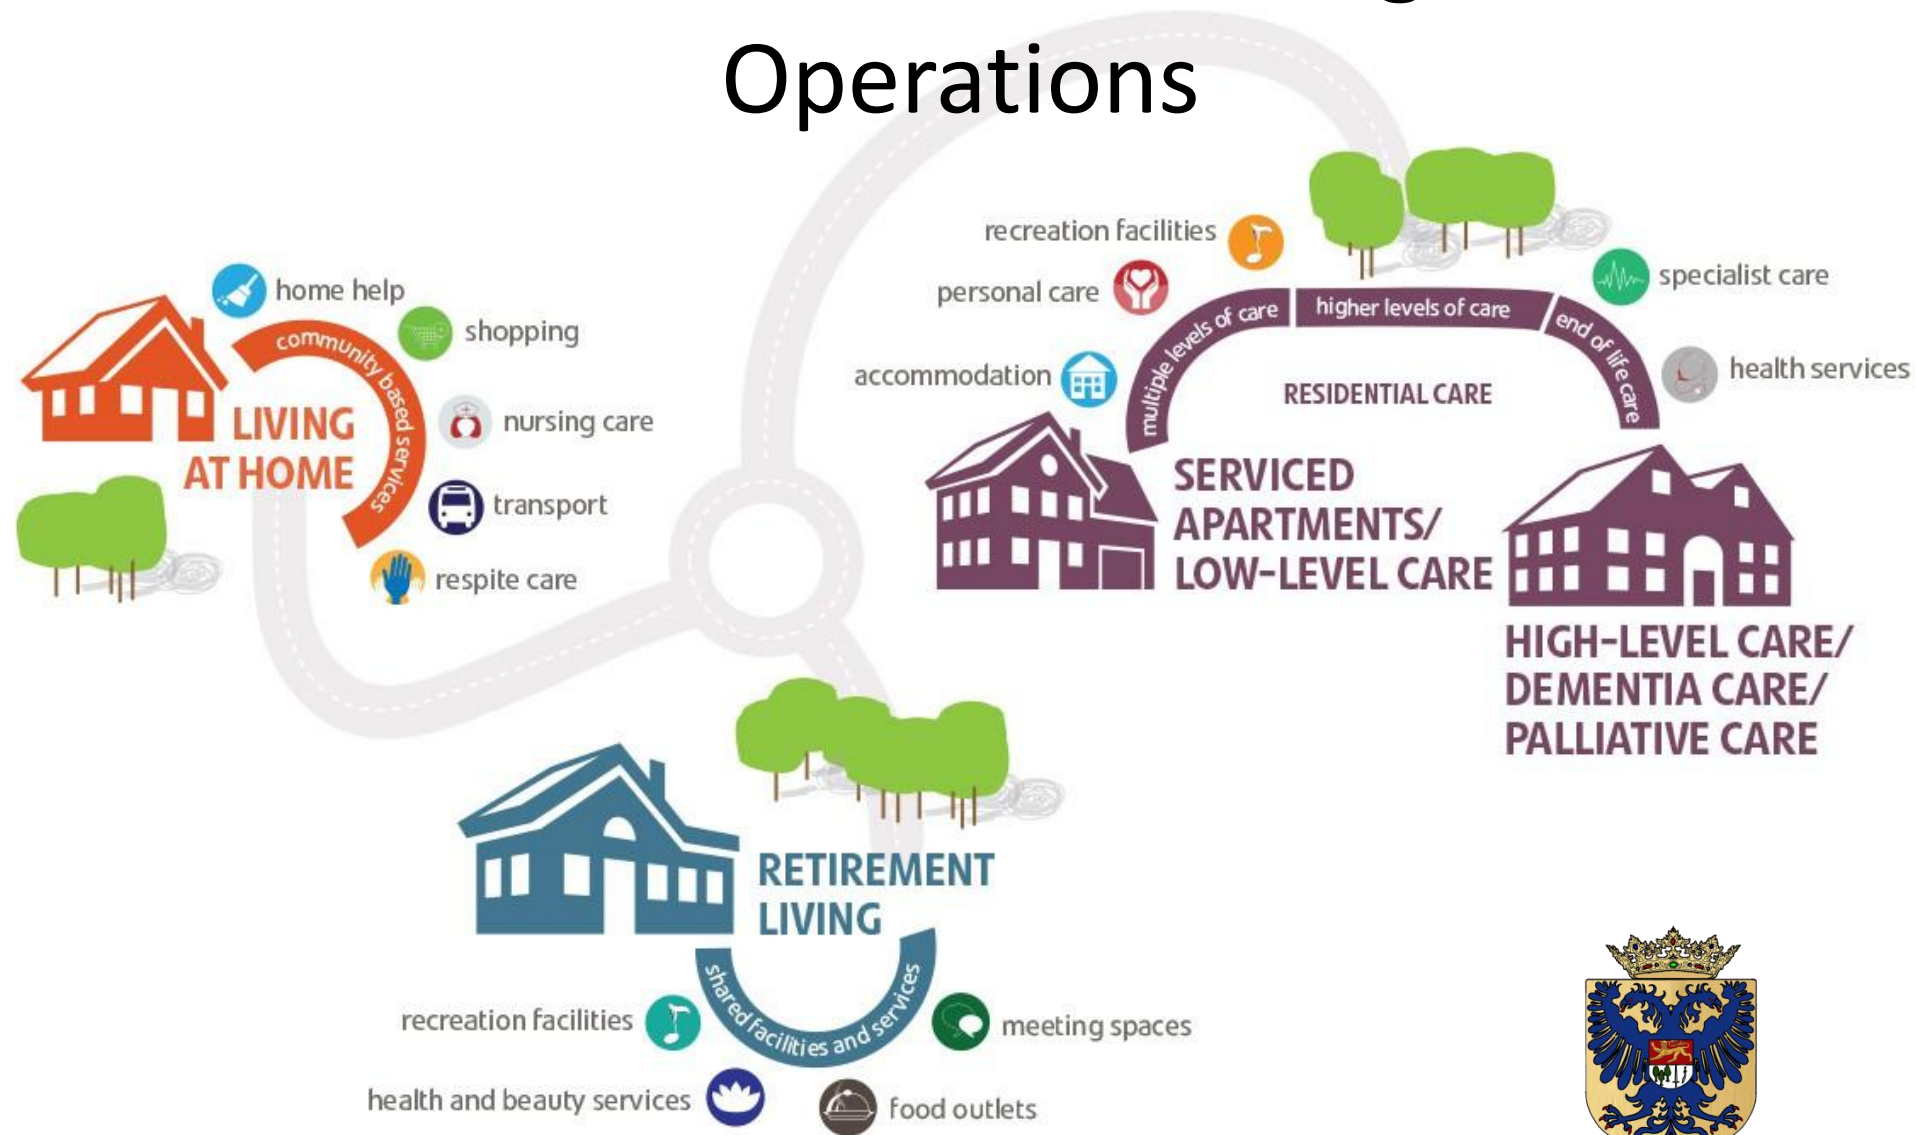 Operations
home help
shopping
community based services
nursing care
LIVING
AT HOME
transport
respite care
recreation facilities
personal care
accommodation
multiple levels of care
higher levels of care
end of life care
specialist care
health services
RESIDENTIAL CARE
SERVICED
APARTMENTS/
LOW-LEVEL CARE
HIGH-LEVEL CARE/
DEMENTIA CARE/
PALLIATIVE CARE
RETIREMENT
LIVING
shared facilities and services
recreation facilities
meeting spaces
health and beauty services
food outlets